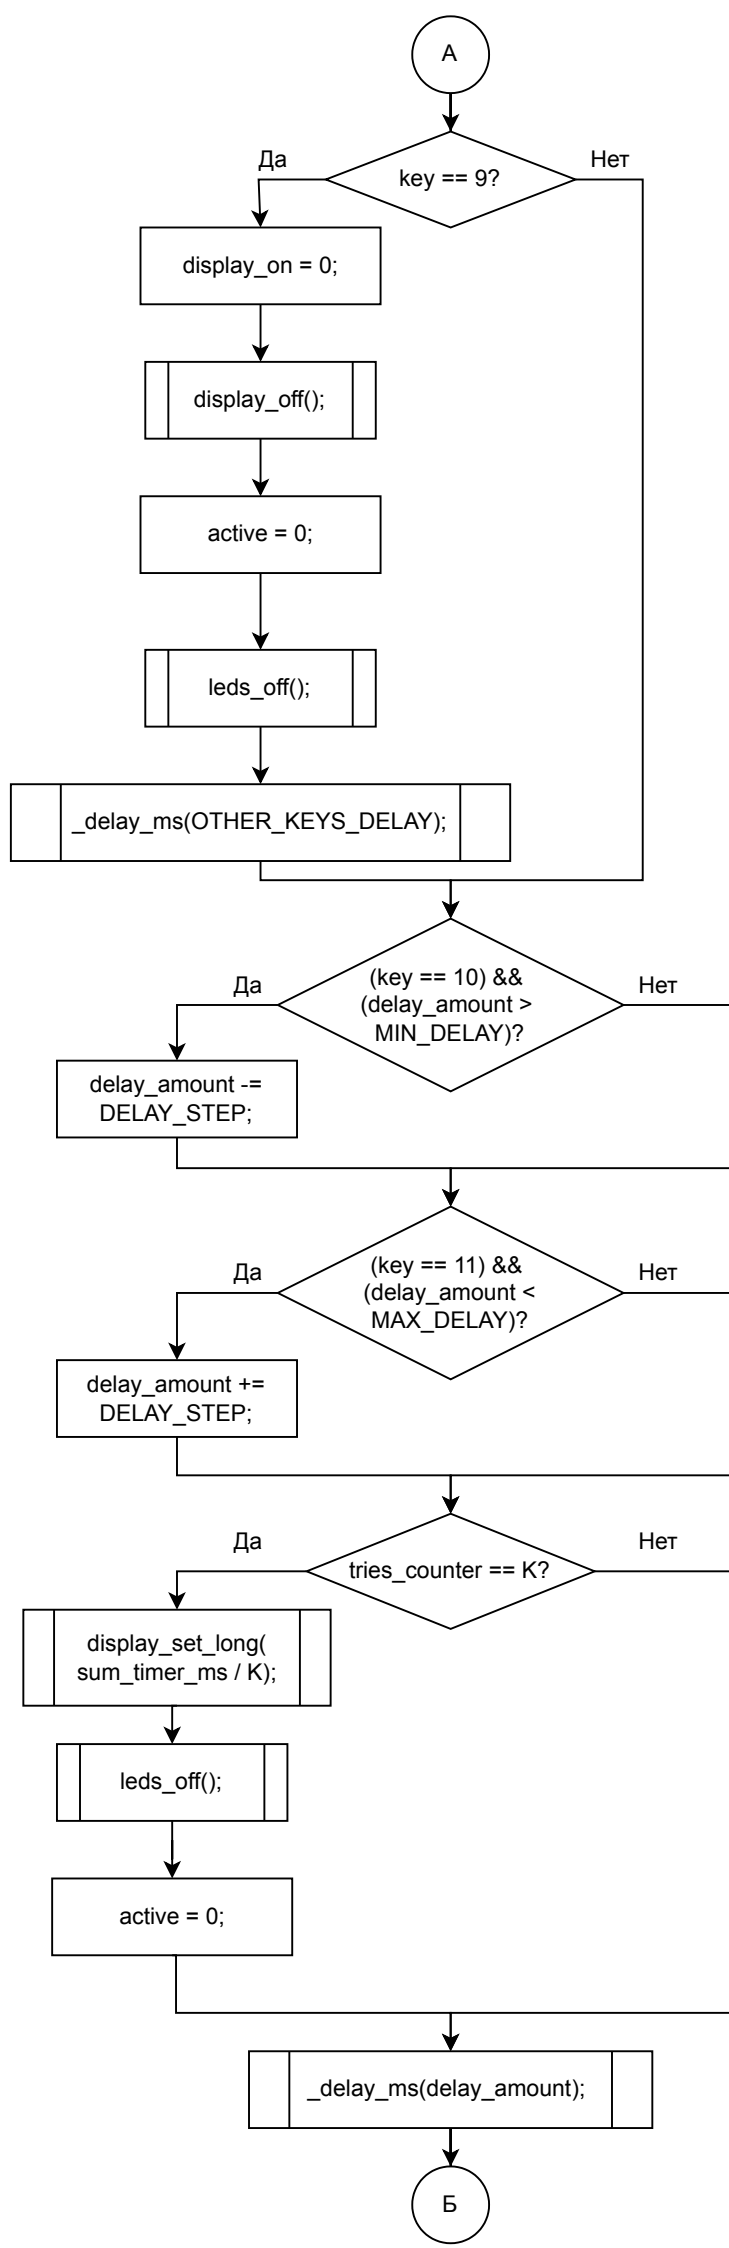 А
Да
key == 9?
Нет
display_on = 0;
display_off();
active = 0;
leds_off();
_delay_ms(OTHER_KEYS_DELAY);
Да
(key == 10) &&
(delay_amount >
MIN_DELAY)?
Нет
delay_amount -=
DELAY_STEP;
Да
(key == 11) &&
(delay_amount <
MAX_DELAY)?
Нет
delay_amount +=
DELAY_STEP;
Да
tries_counter == K?
Нет
display_set_long(
sum_timer_ms / K);
leds_off();
active = 0;
_delay_ms(delay_amount);
Б